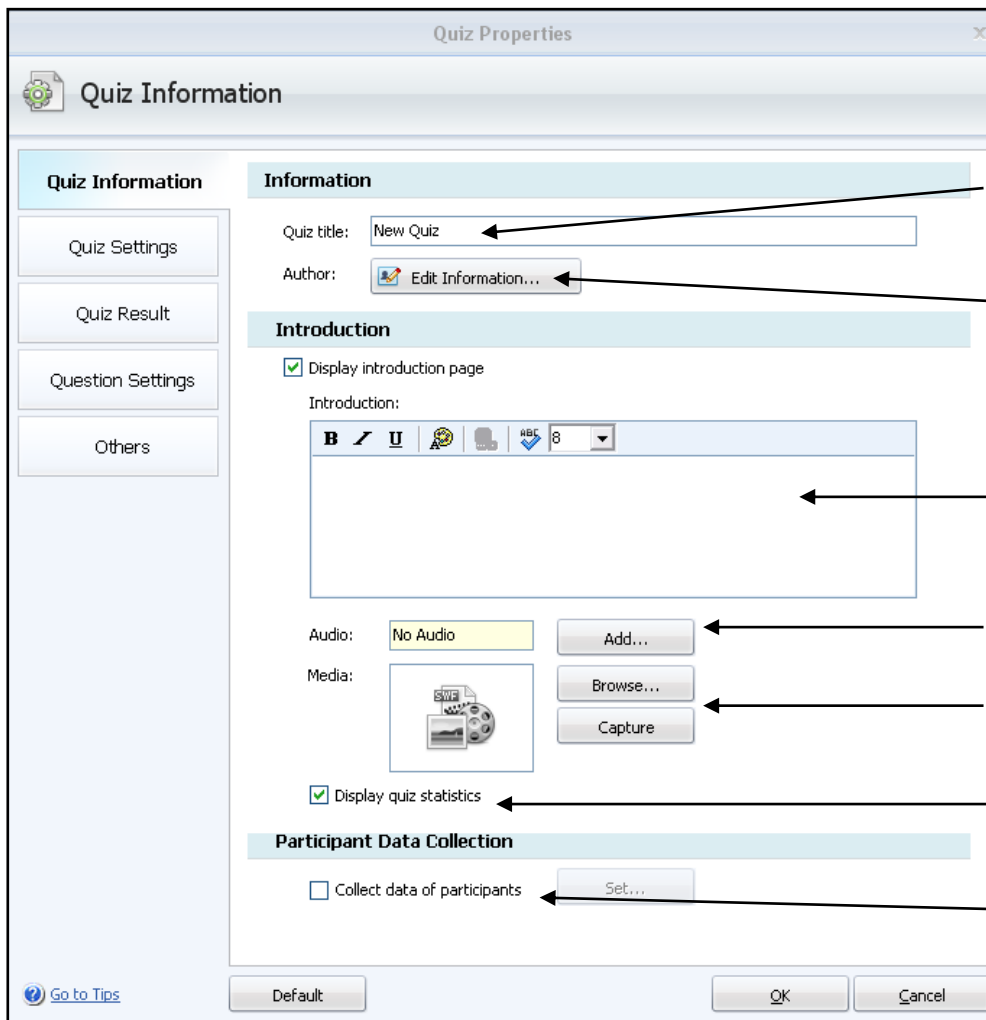 Quiz Properties
Quiz Information
Quiz Information
Quiz Settings
Quiz Result
Question Settings
Others
Information
Quiz title: New Quiz
Author: Edit Information...
Introduction
Display introduction page
Introduction:
B I U A ABC 8
Audio: No Audio Add...
Media: SWF Browse...
Capture
Display quiz statistics
Participant Data Collection
Collect data of participants Set...
Go to Tips Default OK Cancel